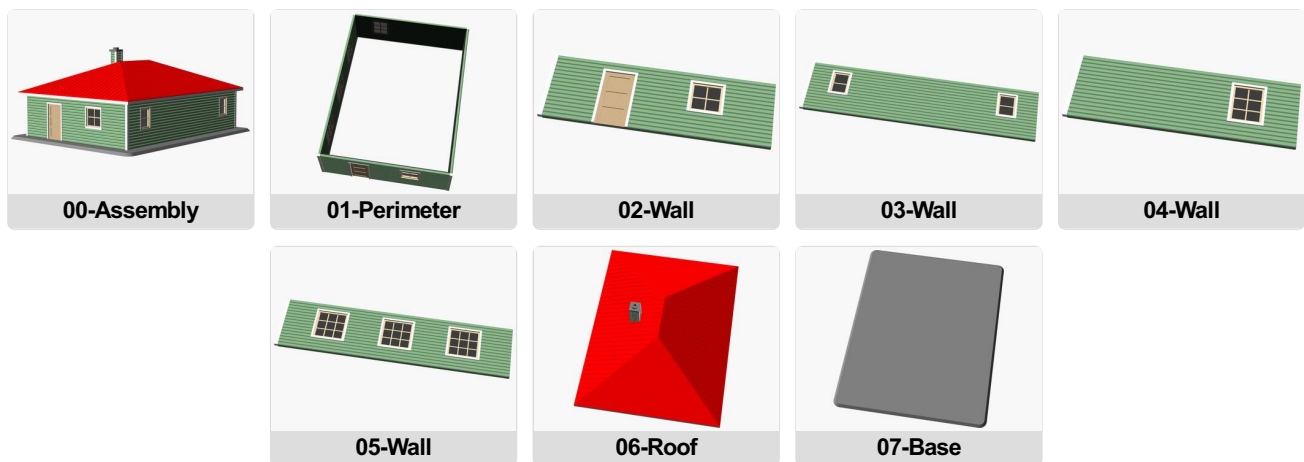 00-Assembly
01-Perimeter
02-Wall
03-Wall
04-Wall
05-Wall
06-Roof
07-Base